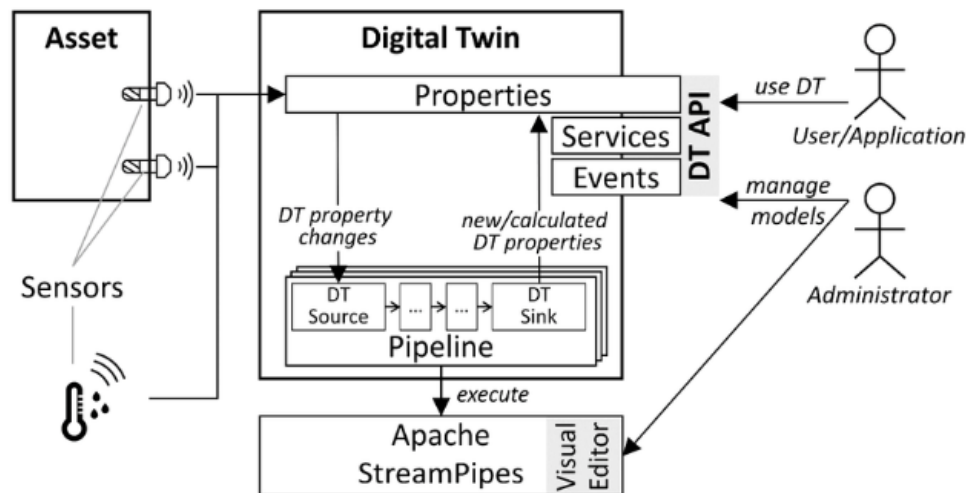 Asset
Digital Twin
Properties
Services
Events
DT API
use DT
User/Application
manage
models
Administrator
DT property
changes
new/calculated
DT properties
Sensors
DT
Source
...
...
DT
Sink
Pipeline
execute
Apache
StreamPipes
Visual
Editor